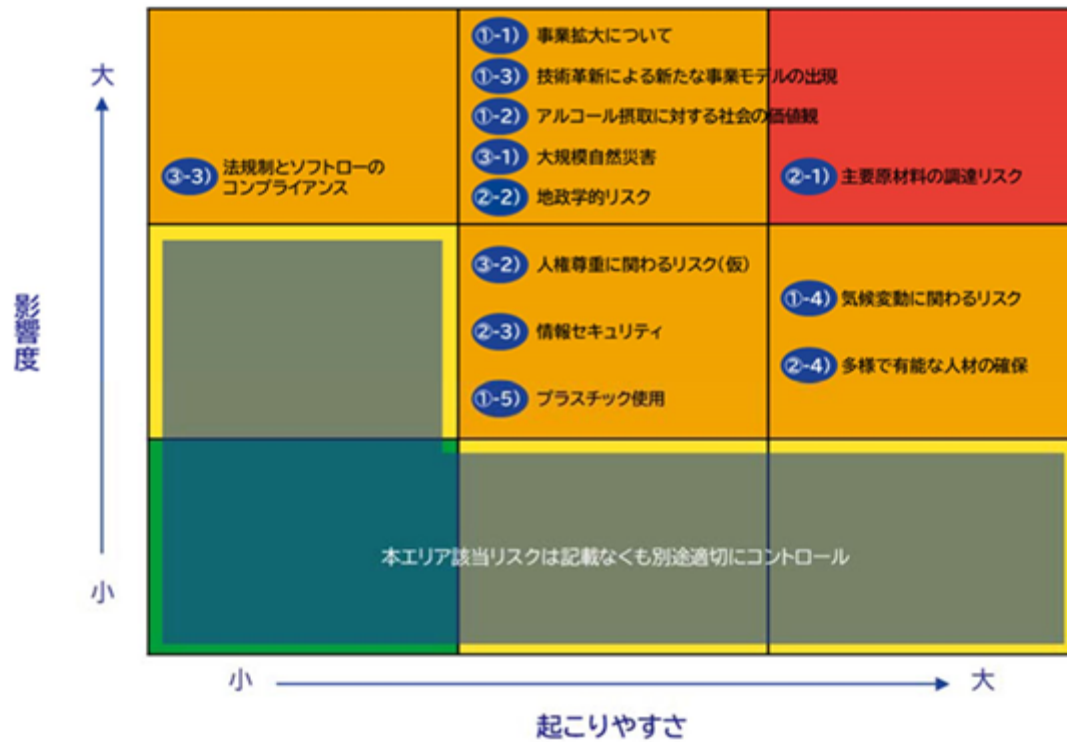 大
影響度
小
①-1) 事業拡大について
①-3) 技術革新による新たな事業モデルの出現
①-2) アルコール摂取に対する社会の価値観
③-1) 大規模自然災害
②-2) 地政学的リスク
③-3) 法規制とソフトローの
コンプライアンス
②-1) 主要原材料の調達リスク
③-2) 人権尊重に関わるリスク(仮)
②-3) 情報セキュリティ
①-5) プラスチック使用
①-4) 気候変動に関わるリスク
②-4) 多様で有能な人材の確保
本エリア該当リスクは記載なくも別途適切にコントロール
小
大
起こりやすさ